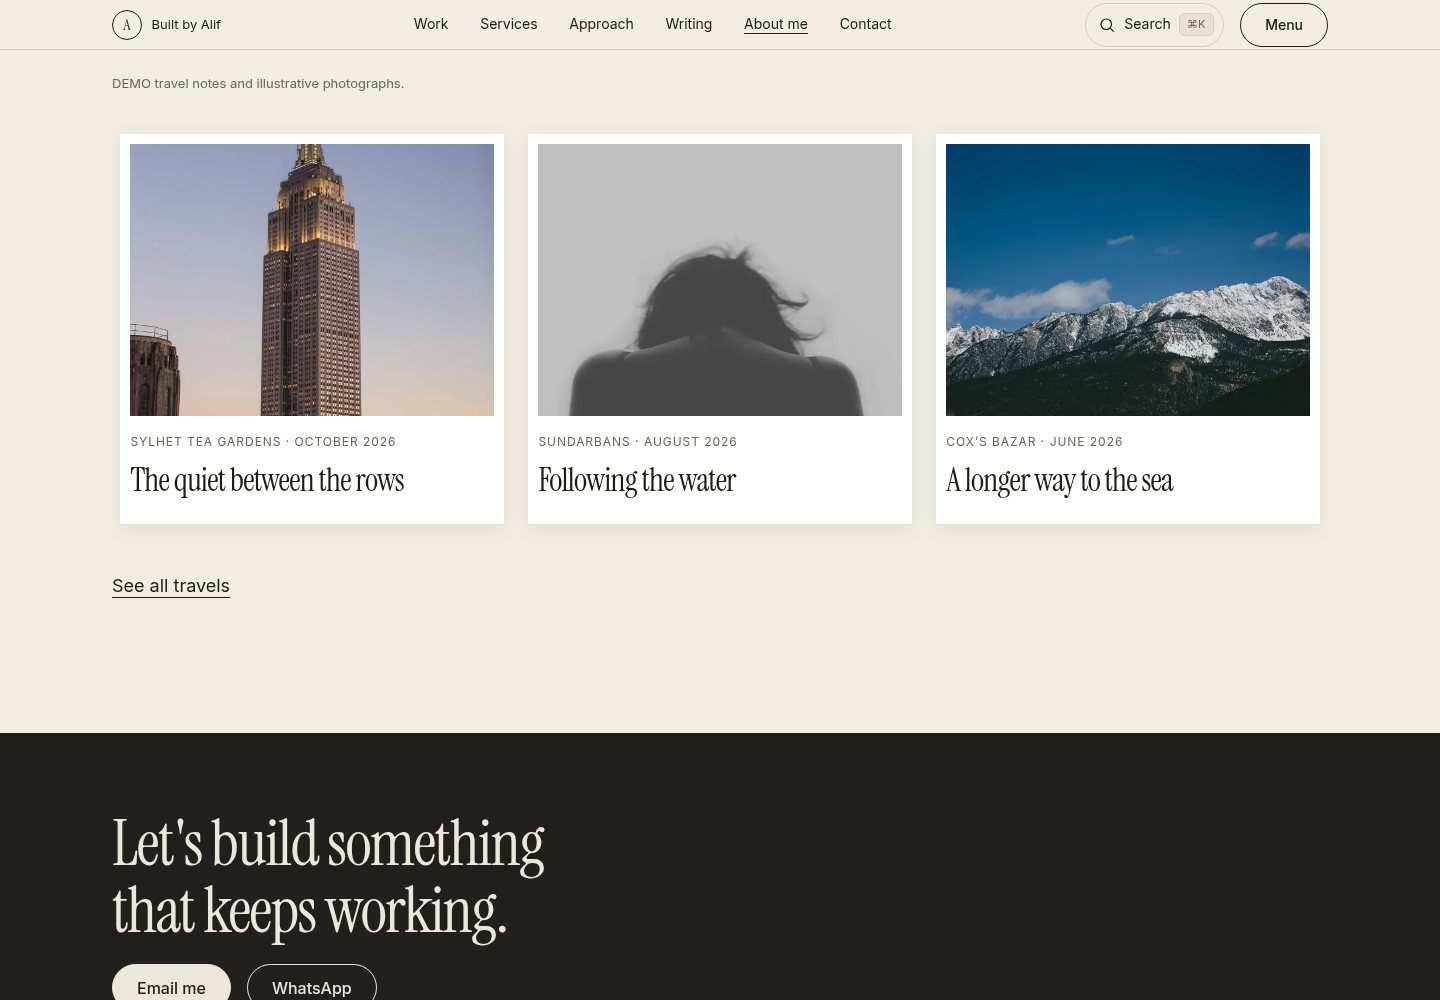 A Built by Alif
Work Services Approach Writing About me Contact
Search ⌘K Menu
DEMO travel notes and illustrative photographs.
SYLHET TEA GARDENS · OCTOBER 2026
The quiet between the rows
SUNDARBANS · AUGUST 2026
Following the water
COX’S BAZAR · JUNE 2026
A longer way to the sea
See all travels
Let's build something
that keeps working.
Email me WhatsApp